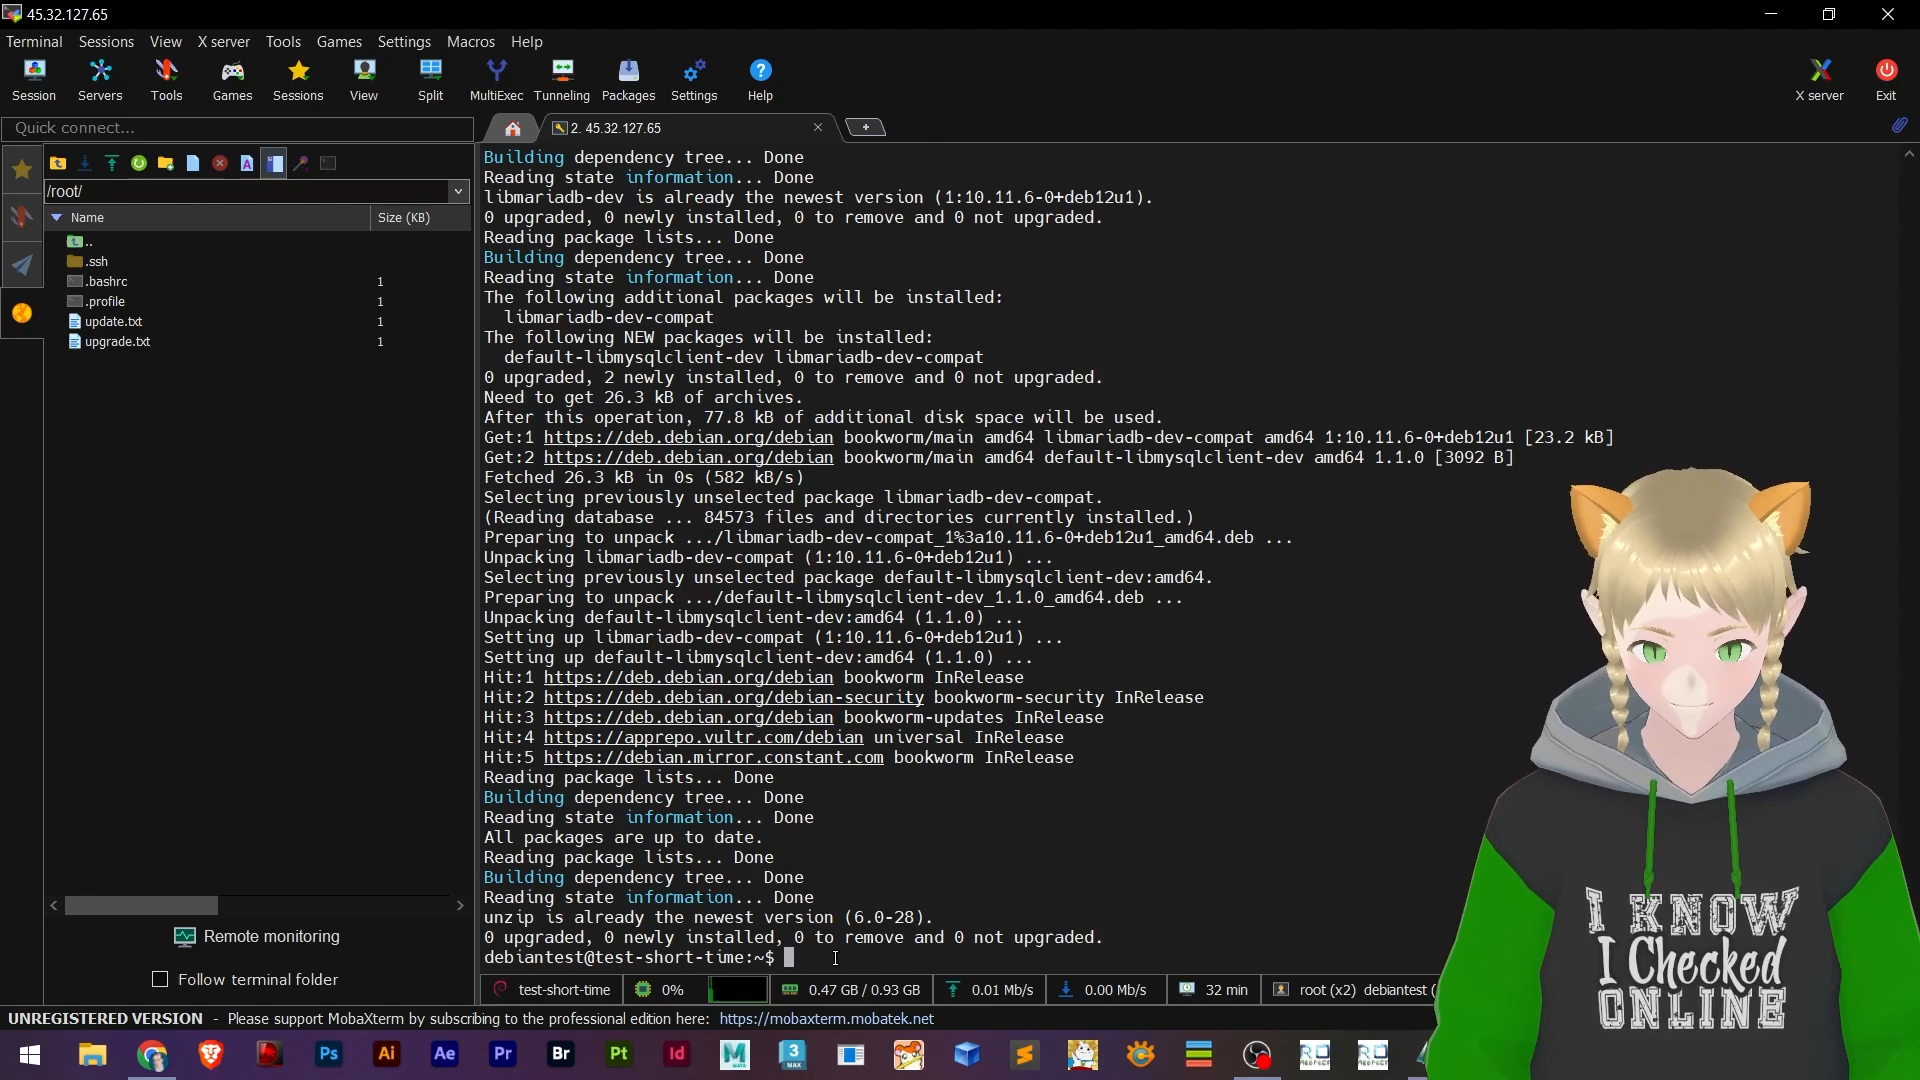 45.32.127.65
Terminal Sessions View X server Tools Games Settings Macros Help
Session Servers Tools Games Sessions View Split MultiExec Tunneling Packages Settings Help X server Exit
Quick connect...
2. 45.32.127.65
/root/
Name Size (KB)
..
.ssh
.bashrc 1
.profile 1
update.txt 1
upgrade.txt 1
Remote monitoring
Follow terminal folder
Building dependency tree... Done
Reading state information... Done
libmariadb-dev is already the newest version (1:10.11.6-0+deb12u1).
0 upgraded, 0 newly installed, 0 to remove and 0 not upgraded.
Reading package lists... Done
Building dependency tree... Done
Reading state information... Done
The following additional packages will be installed:
libmariadb-dev-compat
The following NEW packages will be installed:
default-libmysqlclient-dev libmariadb-dev-compat
0 upgraded, 2 newly installed, 0 to remove and 0 not upgraded.
Need to get 26.3 kB of archives.
After this operation, 77.8 kB of additional disk space will be used.
Get:1 https://deb.debian.org/debian bookworm/main amd64 libmariadb-dev-compat amd64 1:10.11.6-0+deb12u1 [23.2 kB]
Get:2 https://deb.debian.org/debian bookworm/main amd64 default-libmysqlclient-dev amd64 1.1.0 [3092 B]
Fetched 26.3 kB in 0s (582 kB/s)
Selecting previously unselected package libmariadb-dev-compat.
(Reading database ... 84573 files and directories currently installed.)
Preparing to unpack .../libmariadb-dev-compat_1%3a10.11.6-0+deb12u1_amd64.deb ...
Unpacking libmariadb-dev-compat (1:10.11.6-0+deb12u1) ...
Selecting previously unselected package default-libmysqlclient-dev:amd64.
Preparing to unpack .../default-libmysqlclient-dev_1.1.0_amd64.deb ...
Unpacking default-libmysqlclient-dev:amd64 (1.1.0) ...
Setting up libmariadb-dev-compat (1:10.11.6-0+deb12u1) ...
Setting up default-libmysqlclient-dev:amd64 (1.1.0) ...
Hit:1 https://deb.debian.org/debian bookworm InRelease
Hit:2 https://deb.debian.org/debian-security bookworm-security InRelease
Hit:3 https://deb.debian.org/debian bookworm-updates InRelease
Hit:4 https://apprepo.vultr.com/debian universal InRelease
Hit:5 https://debian.mirror.constant.com bookworm InRelease
Reading package lists... Done
Building dependency tree... Done
Reading state information... Done
All packages are up to date.
Reading package lists... Done
Building dependency tree... Done
Reading state information... Done
unzip is already the newest version (6.0-28).
0 upgraded, 0 newly installed, 0 to remove and 0 not upgraded.
debiantest@test-short-time:~$
test-short-time 0% 0.47 GB / 0.93 GB 0.01 Mb/s 0.00 Mb/s 32 min root (x2) debiantest (
UNREGISTERED VERSION - Please support MobaXterm by subscribing to the professional edition here: https://mobaxterm.mobatek.net
Ps Ai Ae Pr Br Pt Id
I KNOW
I Checked
ONLINE